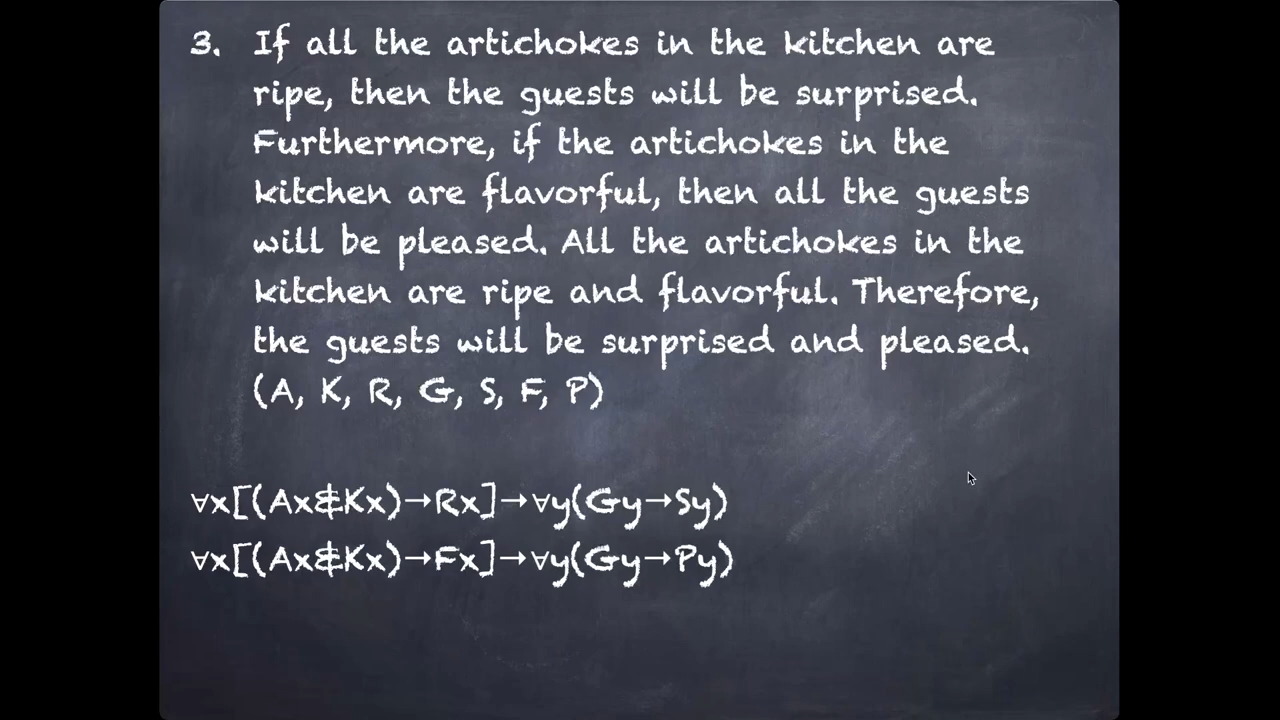 3. If all the artichokes in the kitchen are
ripe, then the guests will be surprised.
Furthermore, if the artichokes in the
kitchen are flavorful, then all the guests
will be pleased. All the artichokes in the
kitchen are ripe and flavorful. Therefore,
the guests will be surprised and pleased.
(A, K, R, G, S, F, P)
∀x[(Ax&Kx)→Rx]→∀y(Gy→Sy)
∀x[(Ax&Kx)→Fx]→∀y(Gy→Py)